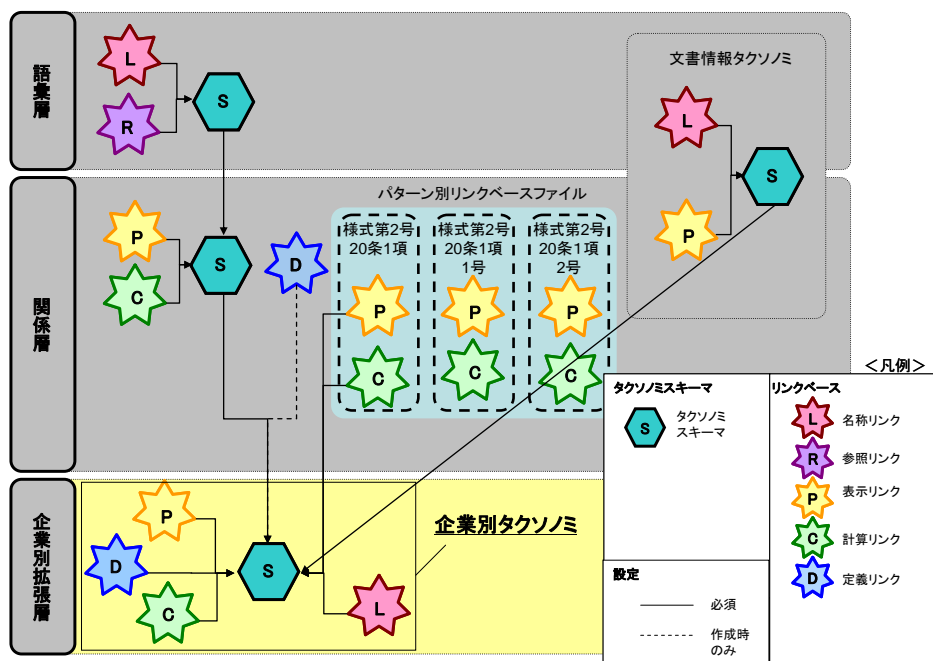 語彙層
L
R
S
文書情報タクソノミ
L
P
S
関係層
P
C
S
D
パターン別リンクベースファイル
様式第2号
20条1項
P
C
様式第2号
20条1項
1号
P
C
様式第2号
20条1項
2号
P
C
企業別拡張層
P
D
C
S
L
企業別タクソノミ
＜凡例＞
タクソノミスキーマ
S
タクソノミ
スキーマ
リンクベース
L
名称リンク
R
参照リンク
P
表示リンク
C
計算リンク
D
定義リンク
設定
必須
作成時
のみ